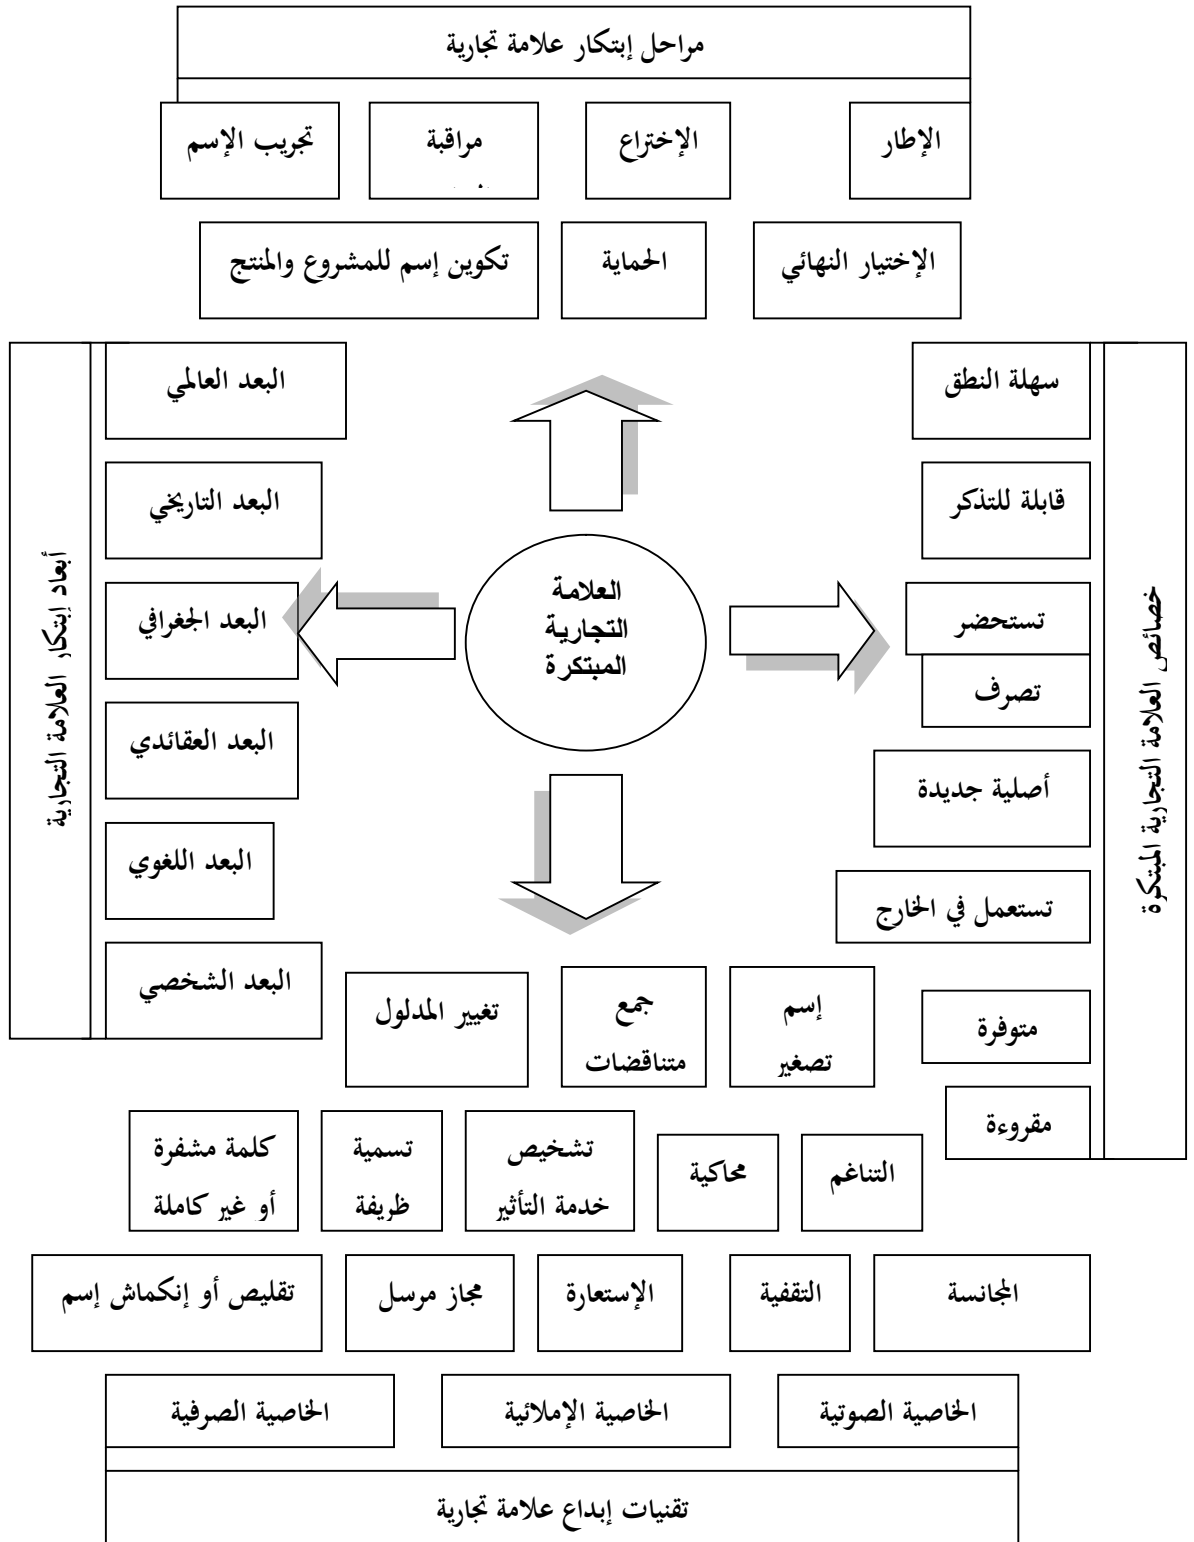 مراحل إبتكار علامة تجارية
الإطار
الإختراع
مراقبة
تجريب الإسم
الإختيار النهائي
الحماية
تكوين إسم للمشروع والمنتج
خصائص العلامة التجارية المبتكرة
سهلة النطق
قابلة للتذكر
تستحضر
تصرف
أصلية جديدة
تستعمل في الخارج
متوفرة
مقروءة
العلامة
التجارية
المبتكرة
أبعاد إبتكار العلامة التجارية
البعد العالمي
البعد التاريخي
البعد الجغرافي
البعد العقائدي
البعد اللغوي
البعد الشخصي
إسم
تصغير
جمع
متناقضات
تغيير المدلول
التناغم
محاكية
تشخيص
خدمة التأثير
تسمية
ظريفة
كلمة مشفرة
أو غير كاملة
المجانسة
التقفية
الإستعارة
مجاز مرسل
تقليص أو إنكماش إسم
الخاصية الصوتية
الخاصية الإملائية
الخاصية الصرفية
تقنيات إبداع علامة تجارية